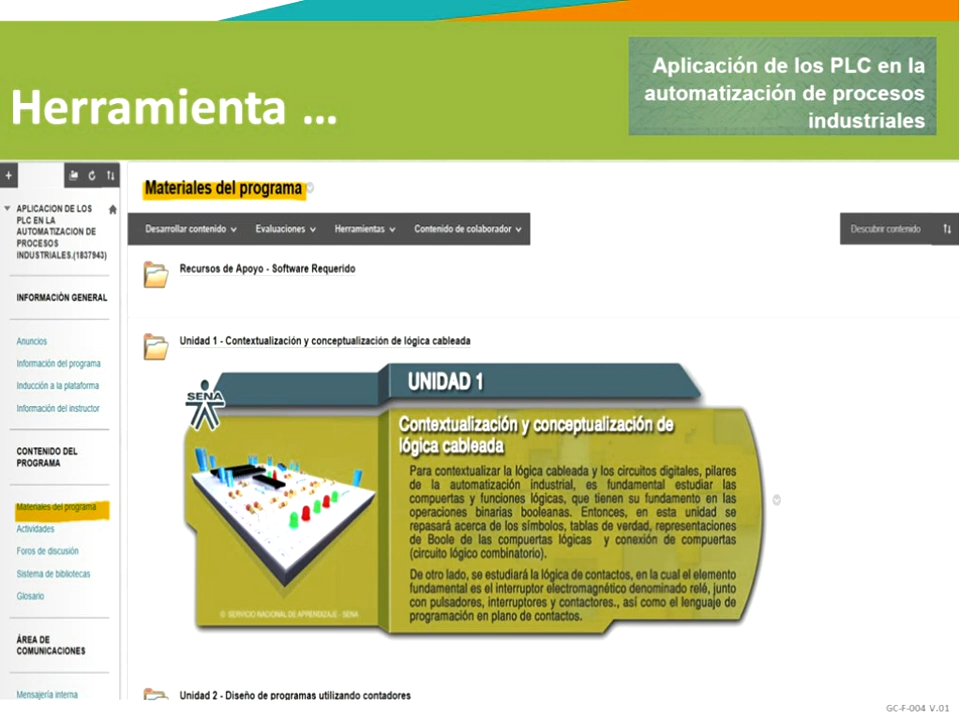 Herramienta ...
Aplicación de los PLC en la
automatización de procesos
industriales
APLICACION DE LOS
PLC EN LA
AUTOMATIZACION DE
PROCESOS
INDUSTRIALES.(1837943)
INFORMACIÓN GENERAL
Anuncios
Información del programa
Inducción a la plataforma
Información del instructor
CONTENIDO DEL
PROGRAMA
Materiales del programa
Actividades
Foros de discusión
Sistema de bibliotecas
Glosario
ÁREA DE
COMUNICACIONES
Mensajería interna
Materiales del programa
Desarrollar contenido Evaluaciones Herramientas Contenido de colaborador Descubrir contenido
Recursos de Apoyo - Software Requerido
Unidad 1 - Contextualización y conceptualización de lógica cableada
SENA
UNIDAD 1
Contextualización y conceptualización de
lógica cableada
Para contextualizar la lógica cableada y los circuitos digitales, pilares
de la automatización industrial, es fundamental estudiar las
compuertas y funciones lógicas, que tienen su fundamento en las
operaciones binarias booleanas. Entonces, en esta unidad se
repasará acerca de los símbolos, tablas de verdad, representaciones
de Boole de las compuertas lógicas y conexión de compuertas
(circuito lógico combinatorio).
De otro lado, se estudiará la lógica de contactos, en la cual el elemento
fundamental es el interruptor electromagnético denominado relé, junto
con pulsadores, interruptores y contactores., así como el lenguaje de
programación en plano de contactos.
© SERVICIO NACIONAL DE APRENDIZAJE - SENA
Unidad 2 - Diseño de programas utilizando contadores
GC-F-004 V.01